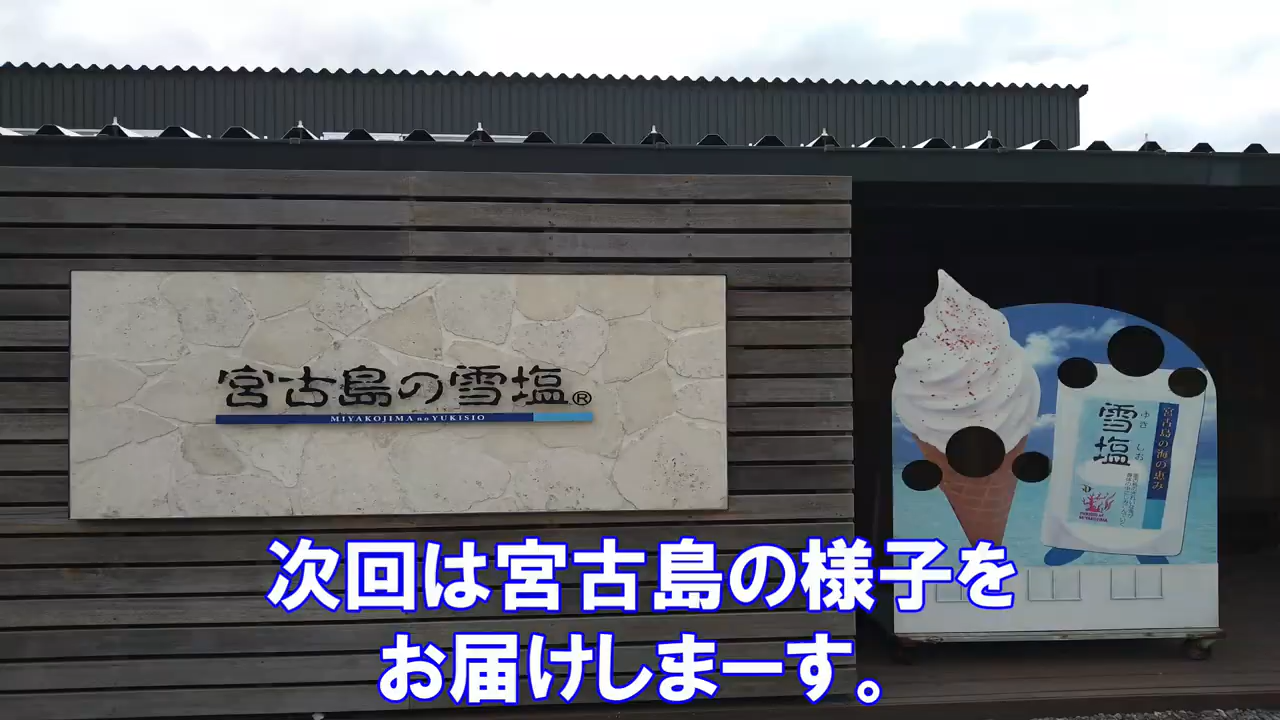 宮古島の雪塩®
MIYAKOJIMA no YUKISIO
宮古島の海の恵み
雪塩
ゆき しお
次回は宮古島の様子を
お届けしまーす。